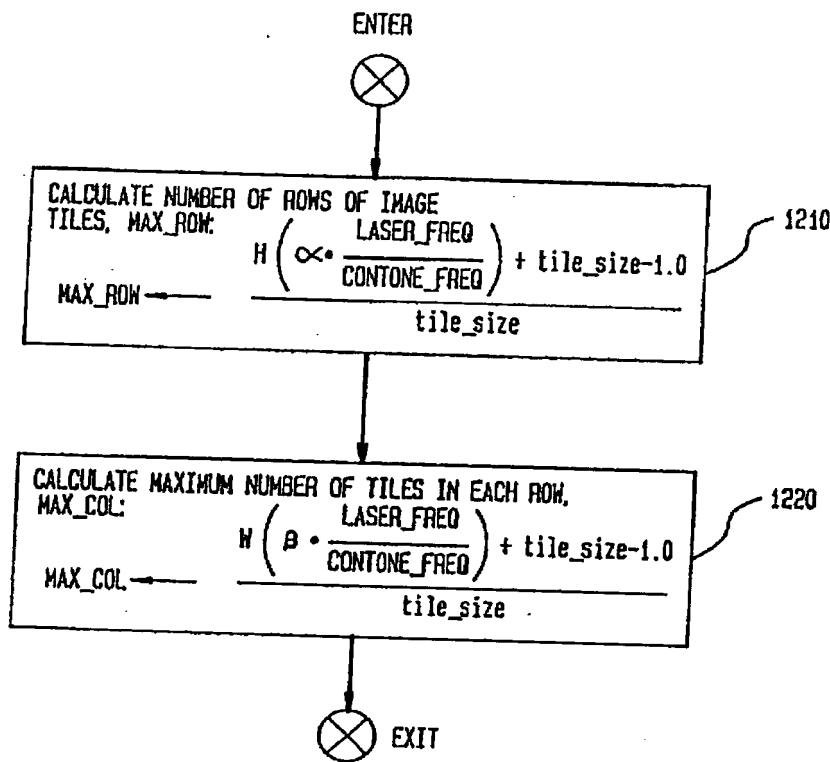 ENTER
CALCULATE NUMBER OF ROWS OF IMAGE
TILES, MAX_ROW:
MAX_ROW ← H(α•LASER_FREQ/CONTONE_FREQ) + tile_size-1.0
tile_size
1210
CALCULATE MAXIMUM NUMBER OF TILES IN EACH ROW,
MAX_COL:
MAX_COL ← W(β•LASER_FREQ/CONTONE_FREQ) + tile_size-1.0
tile_size
1220
EXIT